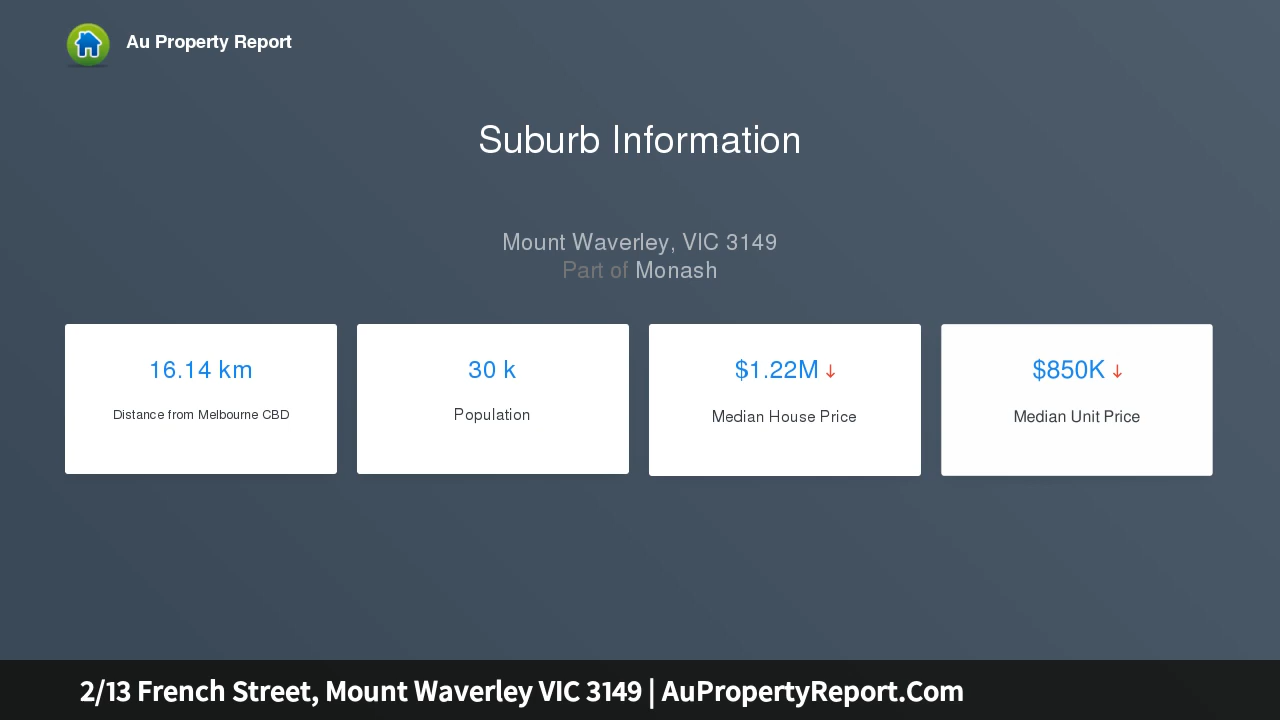 Au Property Report
Suburb Information
Mount Waverley, VIC 3149
Part of Monash
16.14 km
Distance from Melbourne CBD
30 k
Population
$1.22M ↓
Median House Price
$850K ↓
Median Unit Price
2/13 French Street, Mount Waverley VIC 3149 | AuPropertyReport.Com